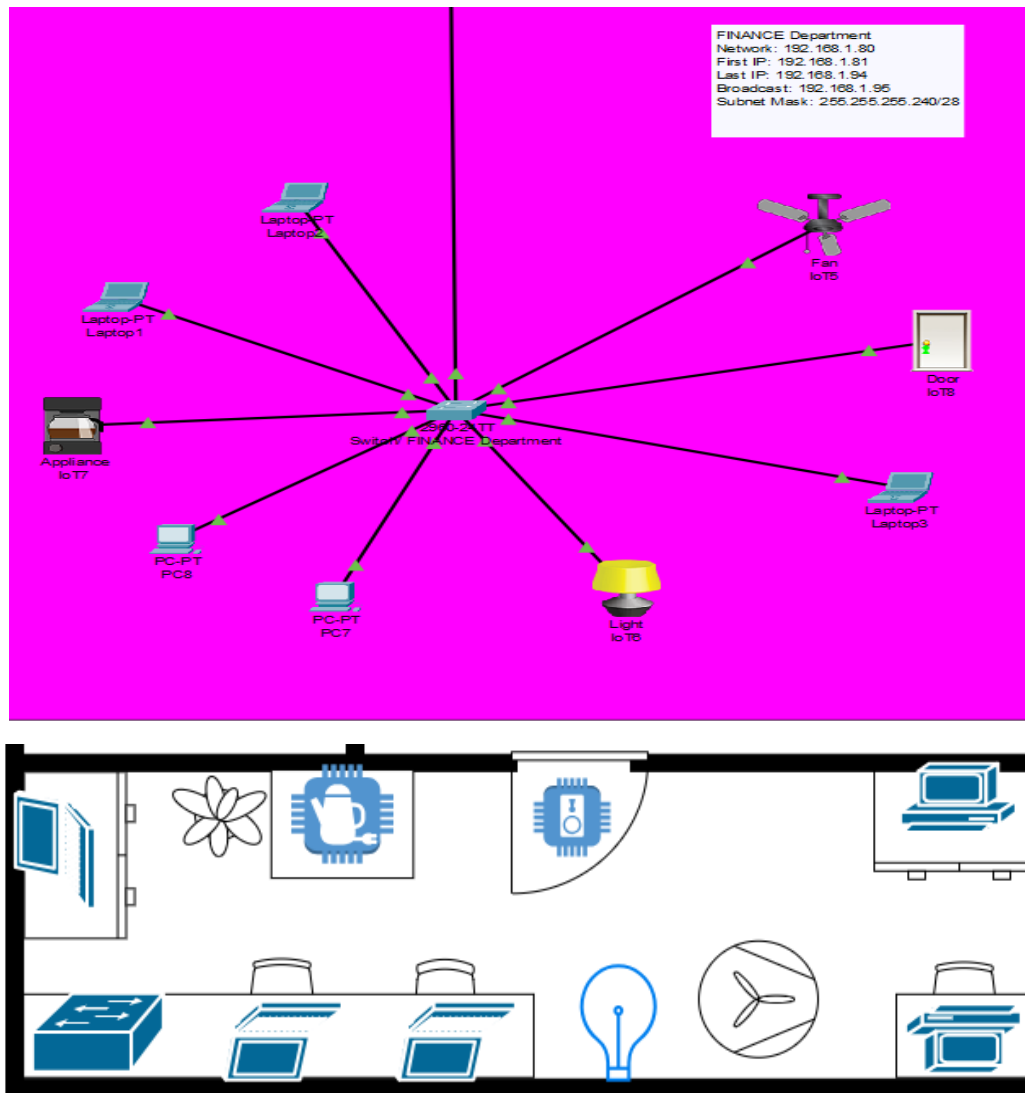 FINANCE Department
Network: 192.168.1.80
First IP: 192.168.1.81
Last IP: 192.168.1.94
Broadcast: 192.168.1.95
Subnet Mask: 255.255.255.240/28
Laptop-PT
Laptop2
Fan
IoT5
Laptop-PT
Laptop1
Door
IoT8
2960-24TT
Switch7 FINANCE Department
Appliance
IoT7
Laptop-PT
Laptop3
PC-PT
PC8
PC-PT
PC7
Light
IoT6